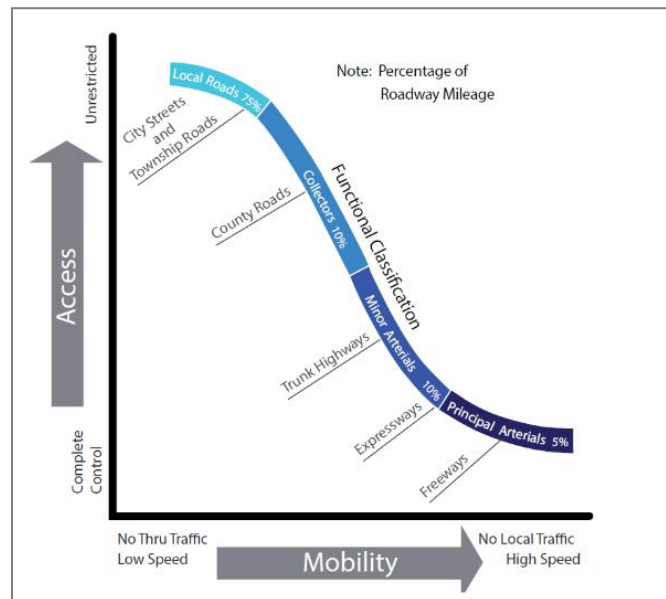 Unrestricted
Access
Complete
Control
Note: Percentage of
Roadway Mileage
Local Roads 75%
City Streets
and
Township Roads
Collectors 10%
County Roads
Functional Classification
Minor Arterials 10%
Trunk Highways
Expressways
Principal Arterials 5%
Freeways
No Thru Traffic
Low Speed
Mobility
No Local Traffic
High Speed